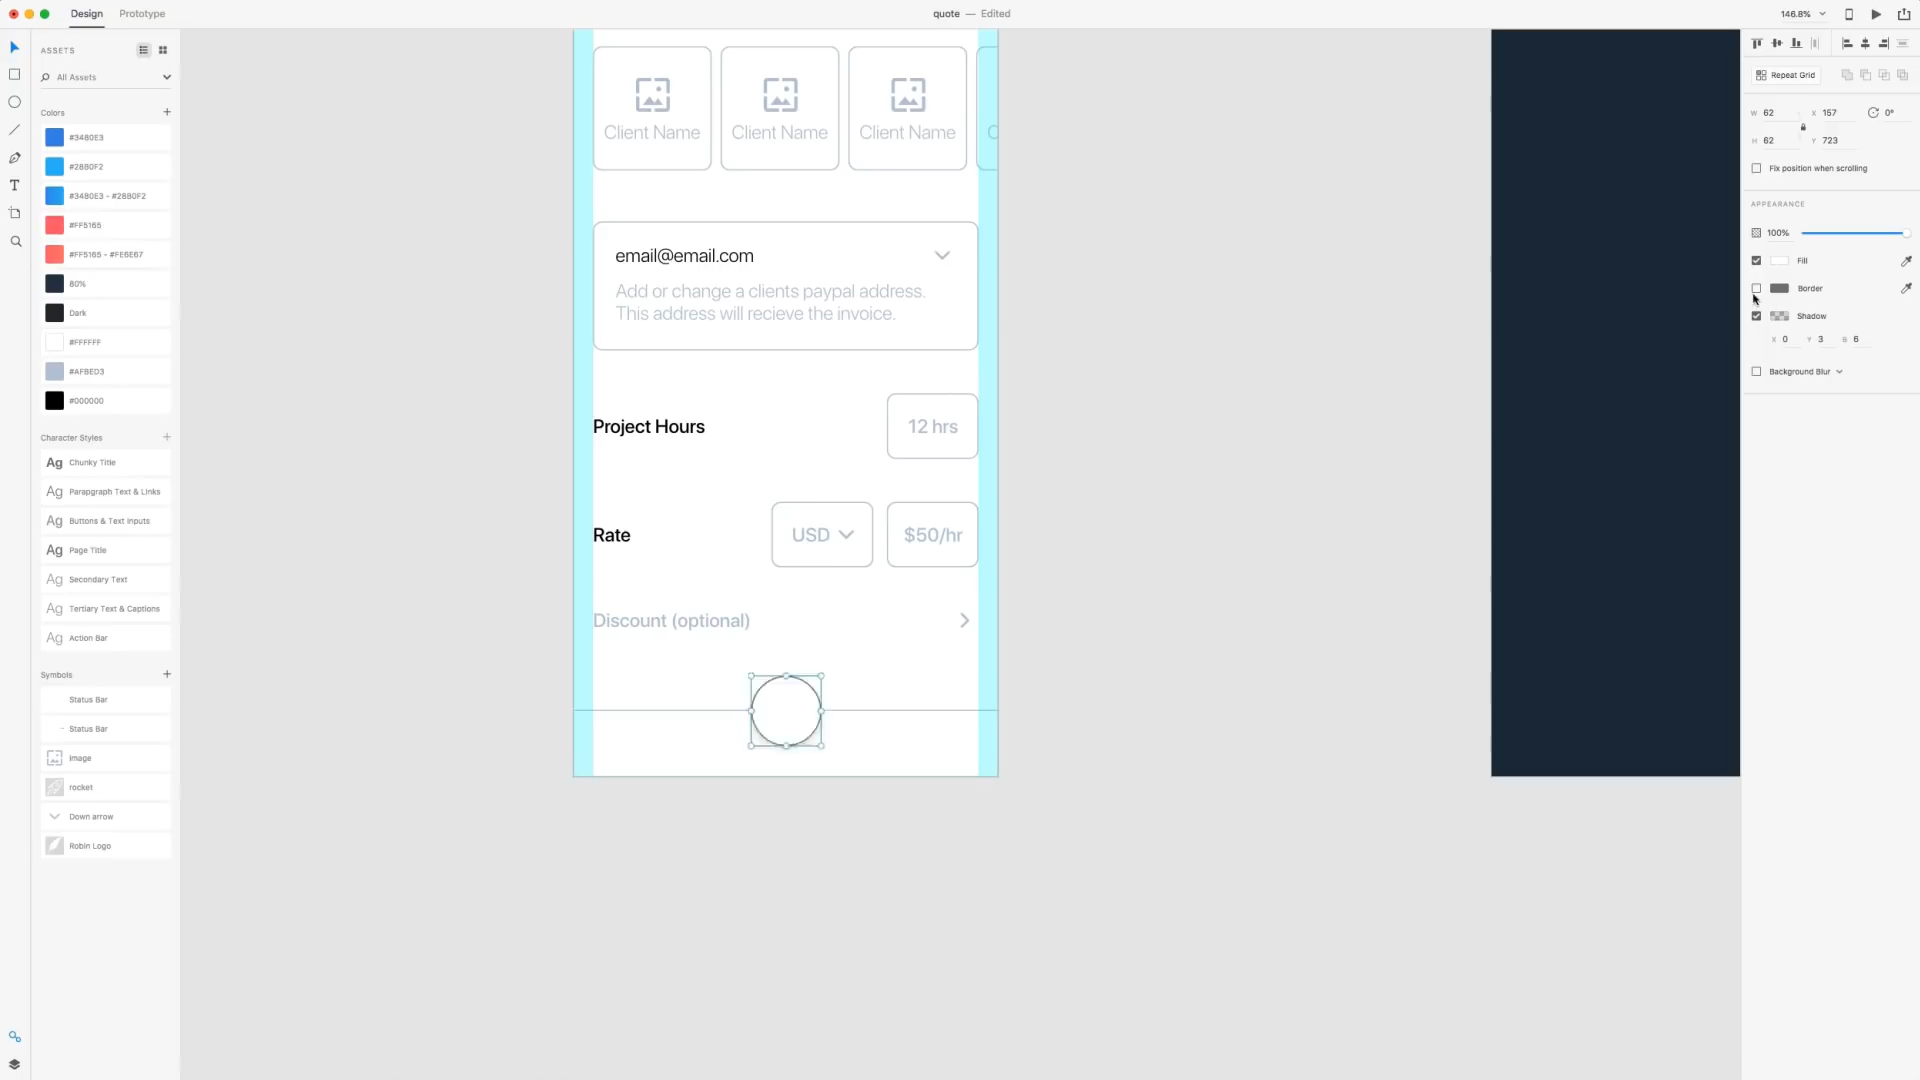 Design
Prototype
quote — Edited
146.8%
ASSETS
All Assets
Colors
#3480E3
#28B0F2
#3480E3 - #28B0F2
#FF5165
#FF5165 - #FE6E67
80%
Dark
#FFFFFF
#AFBED3
#000000
Character Styles
Ag Chunky Title
Ag Parapgraph Text & Links
Ag Buttons & Text Inputs
Ag Page Title
Ag Secondary Text
Ag Tertiary Text & Captions
Ag Action Bar
Symbols
Status Bar
Status Bar
Image
rocket
Down arrow
Robin Logo
Client Name
Client Name
Client Name
C
email@email.com
Add or change a clients paypal address.
This address will recieve the invoice.
Project Hours
12 hrs
Rate
USD
$50/hr
Discount (optional)
Repeat Grid
W 62
X 157
0°
H 62
Y 723
Fix position when scrolling
APPEARANCE
100%
Fill
Border
Shadow
X 0
Y 3
B 6
Background Blur